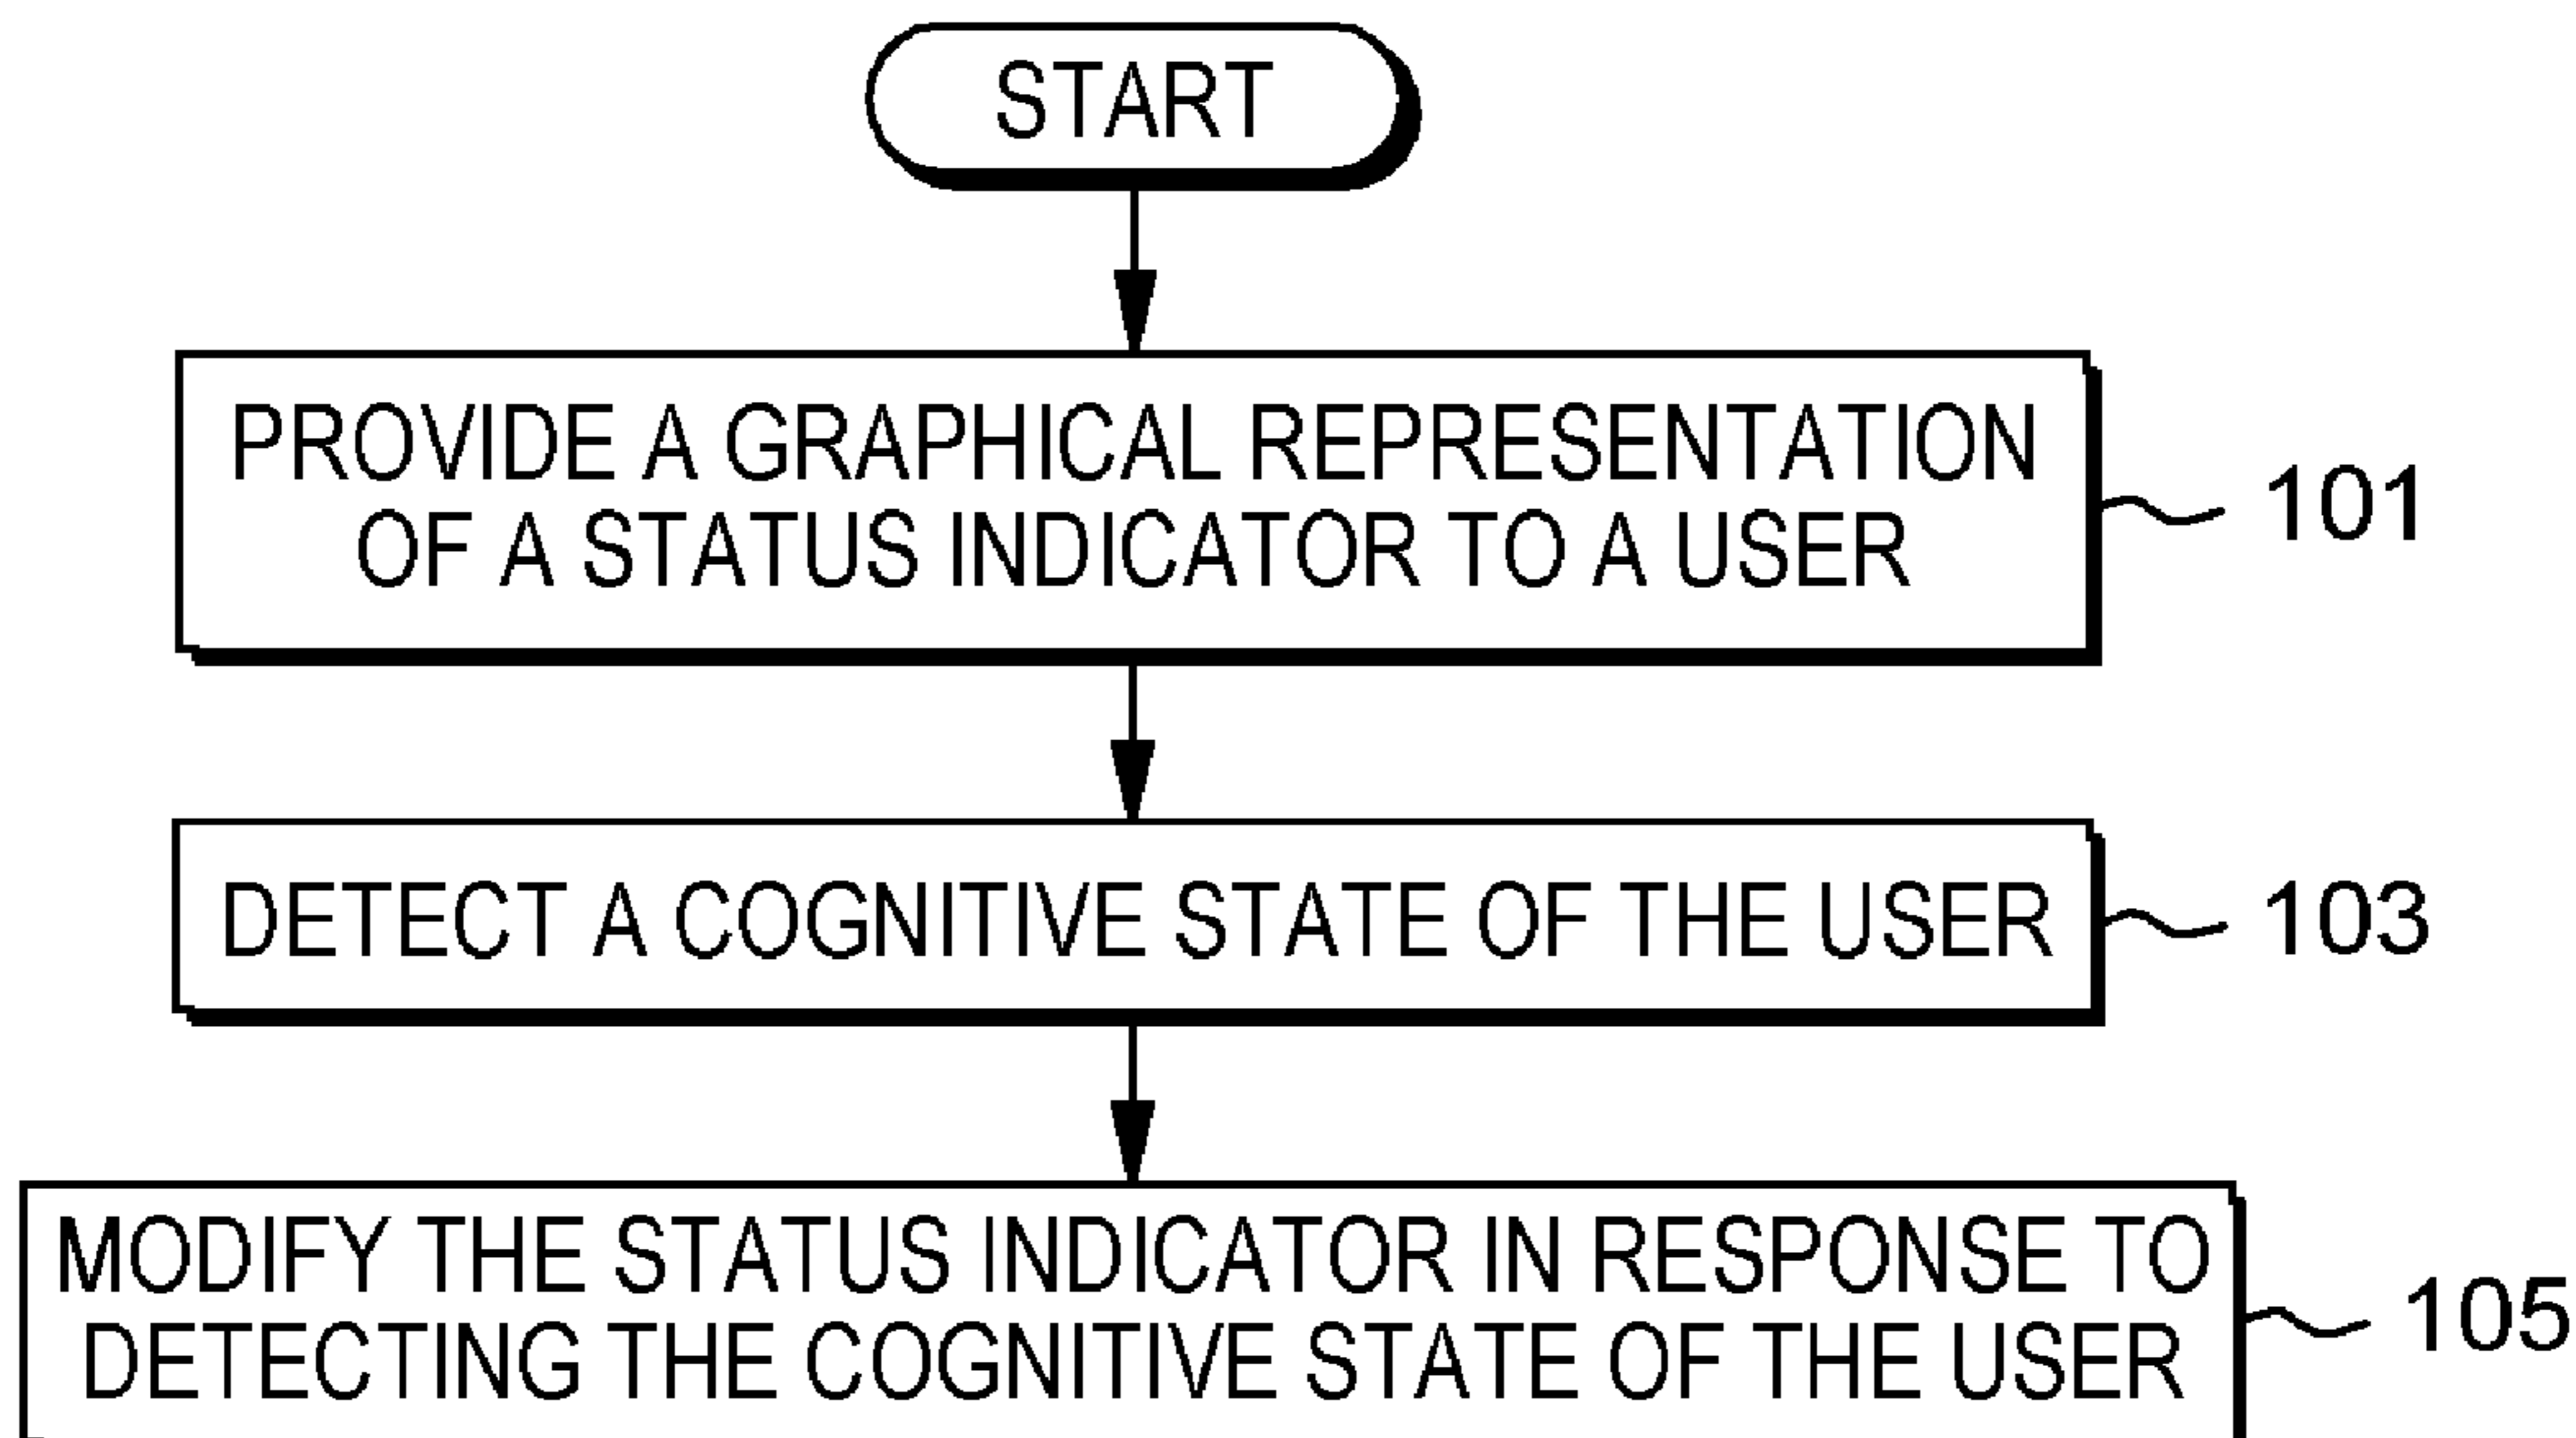 START
PROVIDE A GRAPHICAL REPRESENTATION
OF A STATUS INDICATOR TO A USER
101
DETECT A COGNITIVE STATE OF THE USER
103
MODIFY THE STATUS INDICATOR IN RESPONSE TO
DETECTING THE COGNITIVE STATE OF THE USER
105